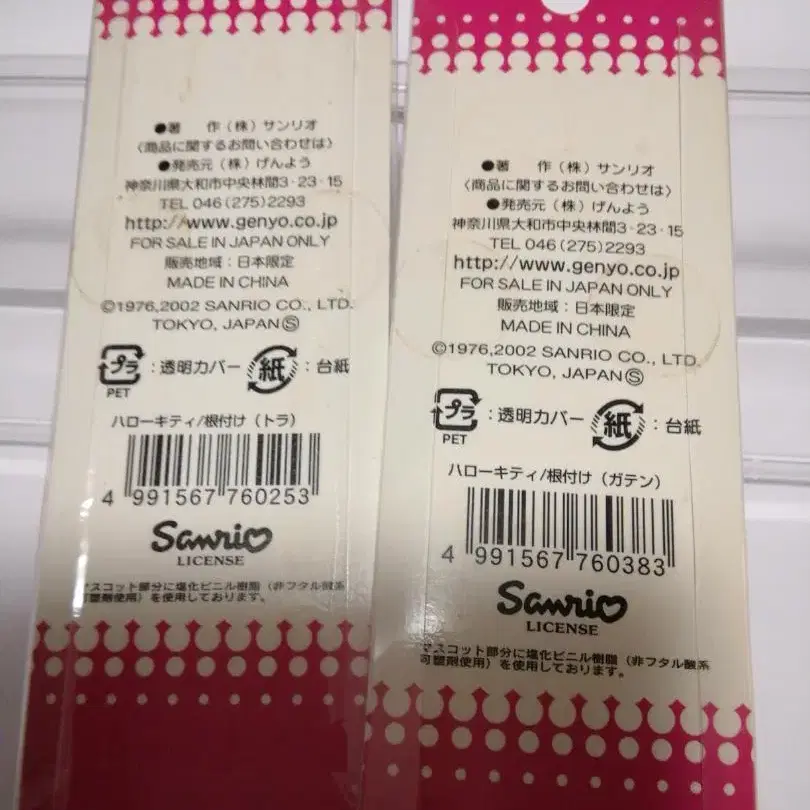 ●著 作(株)サンリオ
〈商品に関するお問い合わせは〉
●発売元(株)げんよう
神奈川県大和市中央林間3-23-15
TEL 046(275)2293
http://www.genyo.co.jp
FOR SALE IN JAPAN ONLY
販売地域:日本限定
MADE IN CHINA
©1976,2002 SANRIO CO., LTD.
TOKYO, JAPANⓈ
プラ :透明カバー 紙 :台紙
PET
ハローキティ/根付け(トラ)
4 991567 760253
Sanrio
LICENSE
マスコット部分に塩化ビニル樹脂(非フタル酸系
可塑剤使用)を使用しております。
●著 作(株)サンリオ
〈商品に関するお問い合わせは〉
●発売元(株)げんよう
神奈川県大和市中央林間3-23-15
TEL 046(275)2293
http://www.genyo.co.jp
FOR SALE IN JAPAN ONLY
販売地域:日本限定
MADE IN CHINA
©1976,2002 SANRIO CO., LTD.
TOKYO, JAPANⓈ
プラ :透明カバー 紙 :台紙
PET
ハローキティ/根付け(ガテン)
4 991567 760383
Sanrio
LICENSE
マスコット部分に塩化ビニル樹脂(非フタル酸系
可塑剤使用)を使用しております。